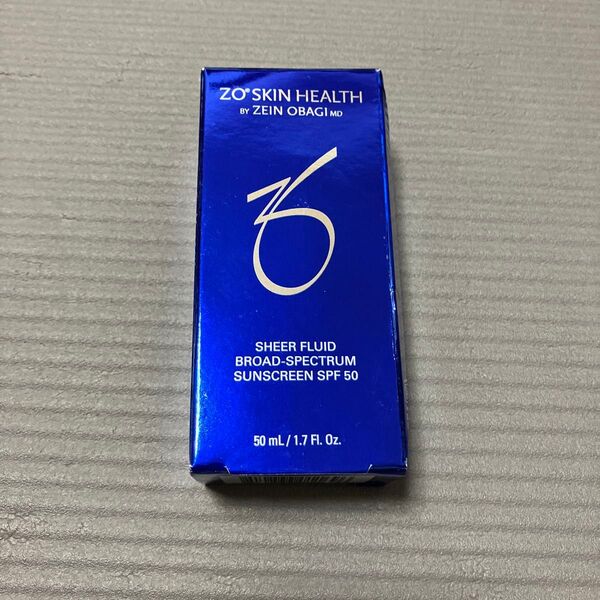 ZO® SKIN HEALTH
BY ZEIN OBAGI MD
ZO
SHEER FLUID
BROAD-SPECTRUM
SUNSCREEN SPF 50
50 mL / 1.7 Fl. Oz.